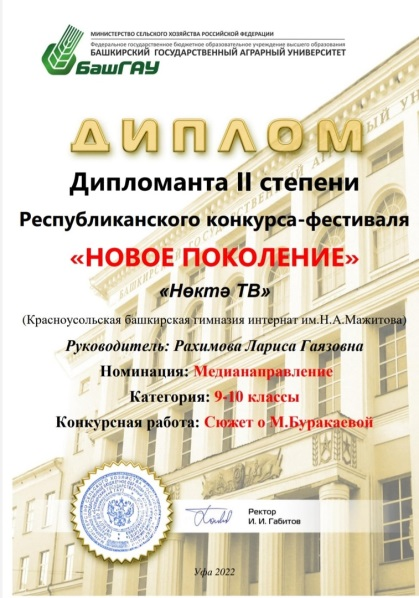 МИНИСТЕРСТВО СЕЛЬСКОГО ХОЗЯЙСТВА РОССИЙСКОЙ ФЕДЕРАЦИИ
Федеральное государственное бюджетное образовательное учреждение высшего образования
БАШКИРСКИЙ ГОСУДАРСТВЕННЫЙ АГРАРНЫЙ УНИВЕРСИТЕТ
БашГАУ
ДИПЛОМ
Дипломанта II степени
Республиканского конкурса-фестиваля
«НОВОЕ ПОКОЛЕНИЕ»
«Нөктә ТВ»
(Красноусольская башкирская гимназия интернат им.Н.А.Мажитова)
Руководитель: Рахимова Лариса Гаязовна
Номинация: Медианаправление
Категория: 9-10 классы
Конкурсная работа: Сюжет о М.Буракаевой
Ректор
И. И. Габитов
Уфа 2022